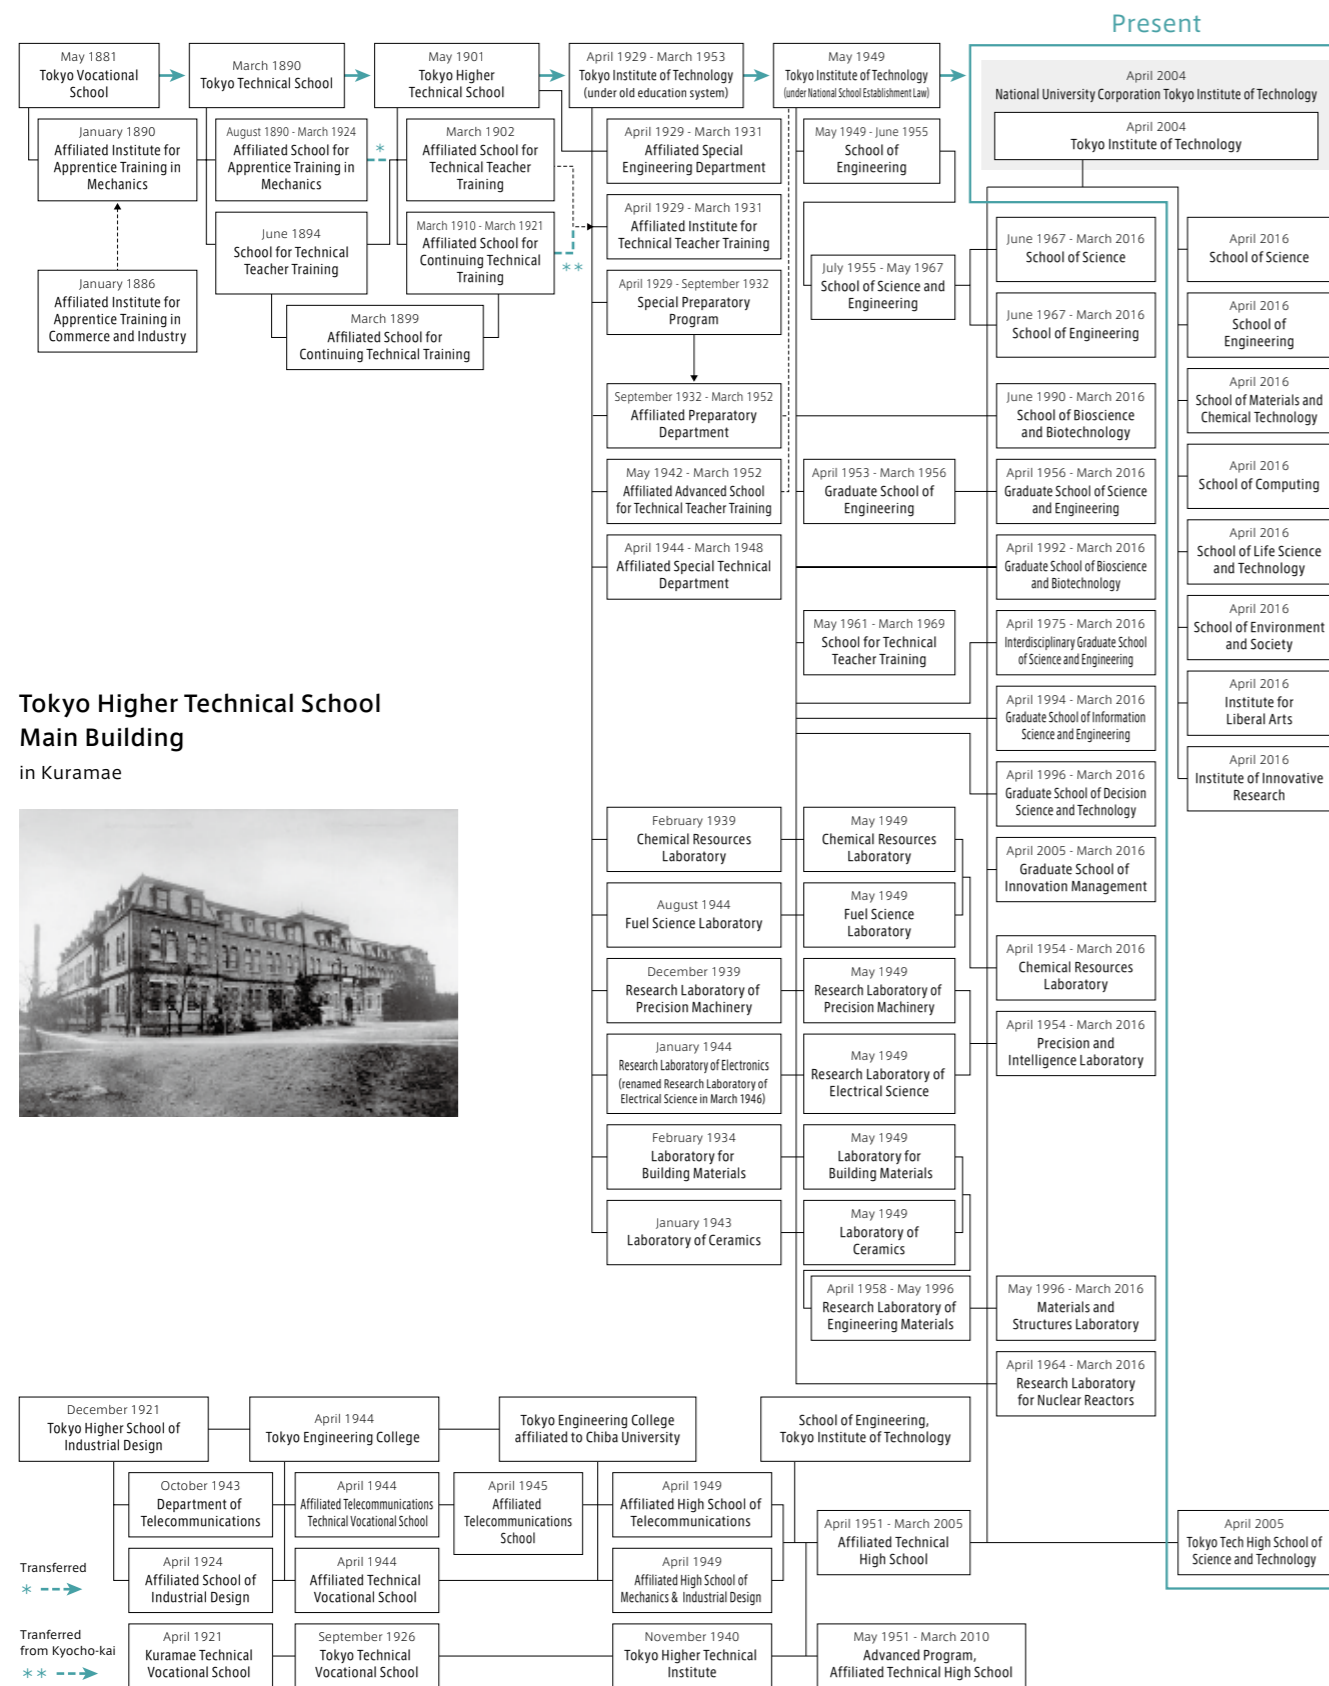 Present
May 1881
Tokyo Vocational
School
March 1890
Tokyo Technical School
May 1901
Tokyo Higher
Technical School
April 1929 - March 1953
Tokyo Institute of Technology
(under old education system)
May 1949
Tokyo Institute of Technology
(under National School Establishment Law)
April 2004
National University Corporation Tokyo Institute of Technology
April 2004
Tokyo Institute of Technology
January 1890
Affiliated Institute for
Apprentice Training in
Mechanics
January 1886
Affiliated Institute for
Apprentice Training in
Commerce and Industry
August 1890 - March 1924
Affiliated School for
Apprentice Training in
Mechanics
*
June 1894
School for Technical
Teacher Training
March 1899
Affiliated School for
Continuing Technical Training
March 1902
Affiliated School for
Technical Teacher
Training
March 1910 - March 1921
Affiliated School for
Continuing Technical
Training
**
April 1929 - March 1931
Affiliated Special
Engineering Department
April 1929 - March 1931
Affiliated Institute for
Technical Teacher Training
April 1929 - September 1932
Special Preparatory
Program
September 1932 - March 1952
Affiliated Preparatory
Department
May 1942 - March 1952
Affiliated Advanced School
for Technical Teacher Training
April 1944 - March 1948
Affiliated Special Technical
Department
February 1939
Chemical Resources
Laboratory
August 1944
Fuel Science Laboratory
December 1939
Research Laboratory of
Precision Machinery
January 1944
Research Laboratory of Electronics
(renamed Research Laboratory of
Electrical Science in March 1946)
February 1934
Laboratory for
Building Materials
January 1943
Laboratory of Ceramics
May 1949 - June 1955
School of
Engineering
July 1955 - May 1967
School of Science and
Engineering
April 1953 - March 1956
Graduate School of
Engineering
May 1961 - March 1969
School for Technical
Teacher Training
May 1949
Chemical Resources
Laboratory
May 1949
Fuel Science
Laboratory
May 1949
Research Laboratory of
Precision Machinery
May 1949
Research Laboratory of
Electrical Science
May 1949
Laboratory for
Building Materials
May 1949
Laboratory of
Ceramics
April 1958 - May 1996
Research Laboratory of
Engineering Materials
June 1967 - March 2016
School of Science
June 1967 - March 2016
School of Engineering
June 1990 - March 2016
School of Bioscience
and Biotechnology
April 1956 - March 2016
Graduate School of Science
and Engineering
April 1992 - March 2016
Graduate School of Bioscience
and Biotechnology
April 1975 - March 2016
Interdisciplinary Graduate School
of Science and Engineering
April 1994 - March 2016
Graduate School of Information
Science and Engineering
April 1996 - March 2016
Graduate School of Decision
Science and Technology
April 2005 - March 2016
Graduate School of
Innovation Management
April 1954 - March 2016
Chemical Resources
Laboratory
April 1954 - March 2016
Precision and
Intelligence Laboratory
May 1996 - March 2016
Materials and
Structures Laboratory
April 1964 - March 2016
Research Laboratory
for Nuclear Reactors
April 2016
School of Science
April 2016
School of
Engineering
April 2016
School of Materials and
Chemical Technology
April 2016
School of Computing
April 2016
School of Life Science
and Technology
April 2016
School of Environment
and Society
April 2016
Institute for
Liberal Arts
April 2016
Institute of Innovative
Research
Tokyo Higher Technical School
Main Building
in Kuramae
December 1921
Tokyo Higher School of
Industrial Design
April 1944
Tokyo Engineering College
Tokyo Engineering College
affiliated to Chiba University
School of Engineering,
Tokyo Institute of Technology
October 1943
Department of
Telecommunications
April 1944
Affiliated Telecommunications
Technical Vocational School
April 1945
Affiliated
Telecommunications
School
April 1949
Affiliated High School of
Telecommunications
April 1951 - March 2005
Affiliated Technical
High School
April 2005
Tokyo Tech High School of
Science and Technology
April 1924
Affiliated School of
Industrial Design
April 1944
Affiliated Technical
Vocational School
April 1949
Affiliated High School of
Mechanics & Industrial Design
April 1921
Kuramae Technical
Vocational School
September 1926
Tokyo Technical
Vocational School
November 1940
Tokyo Higher Technical
Institute
May 1951 - March 2010
Advanced Program,
Affiliated Technical High School
Transferred
*
Tranferred
from Kyocho-kai
**